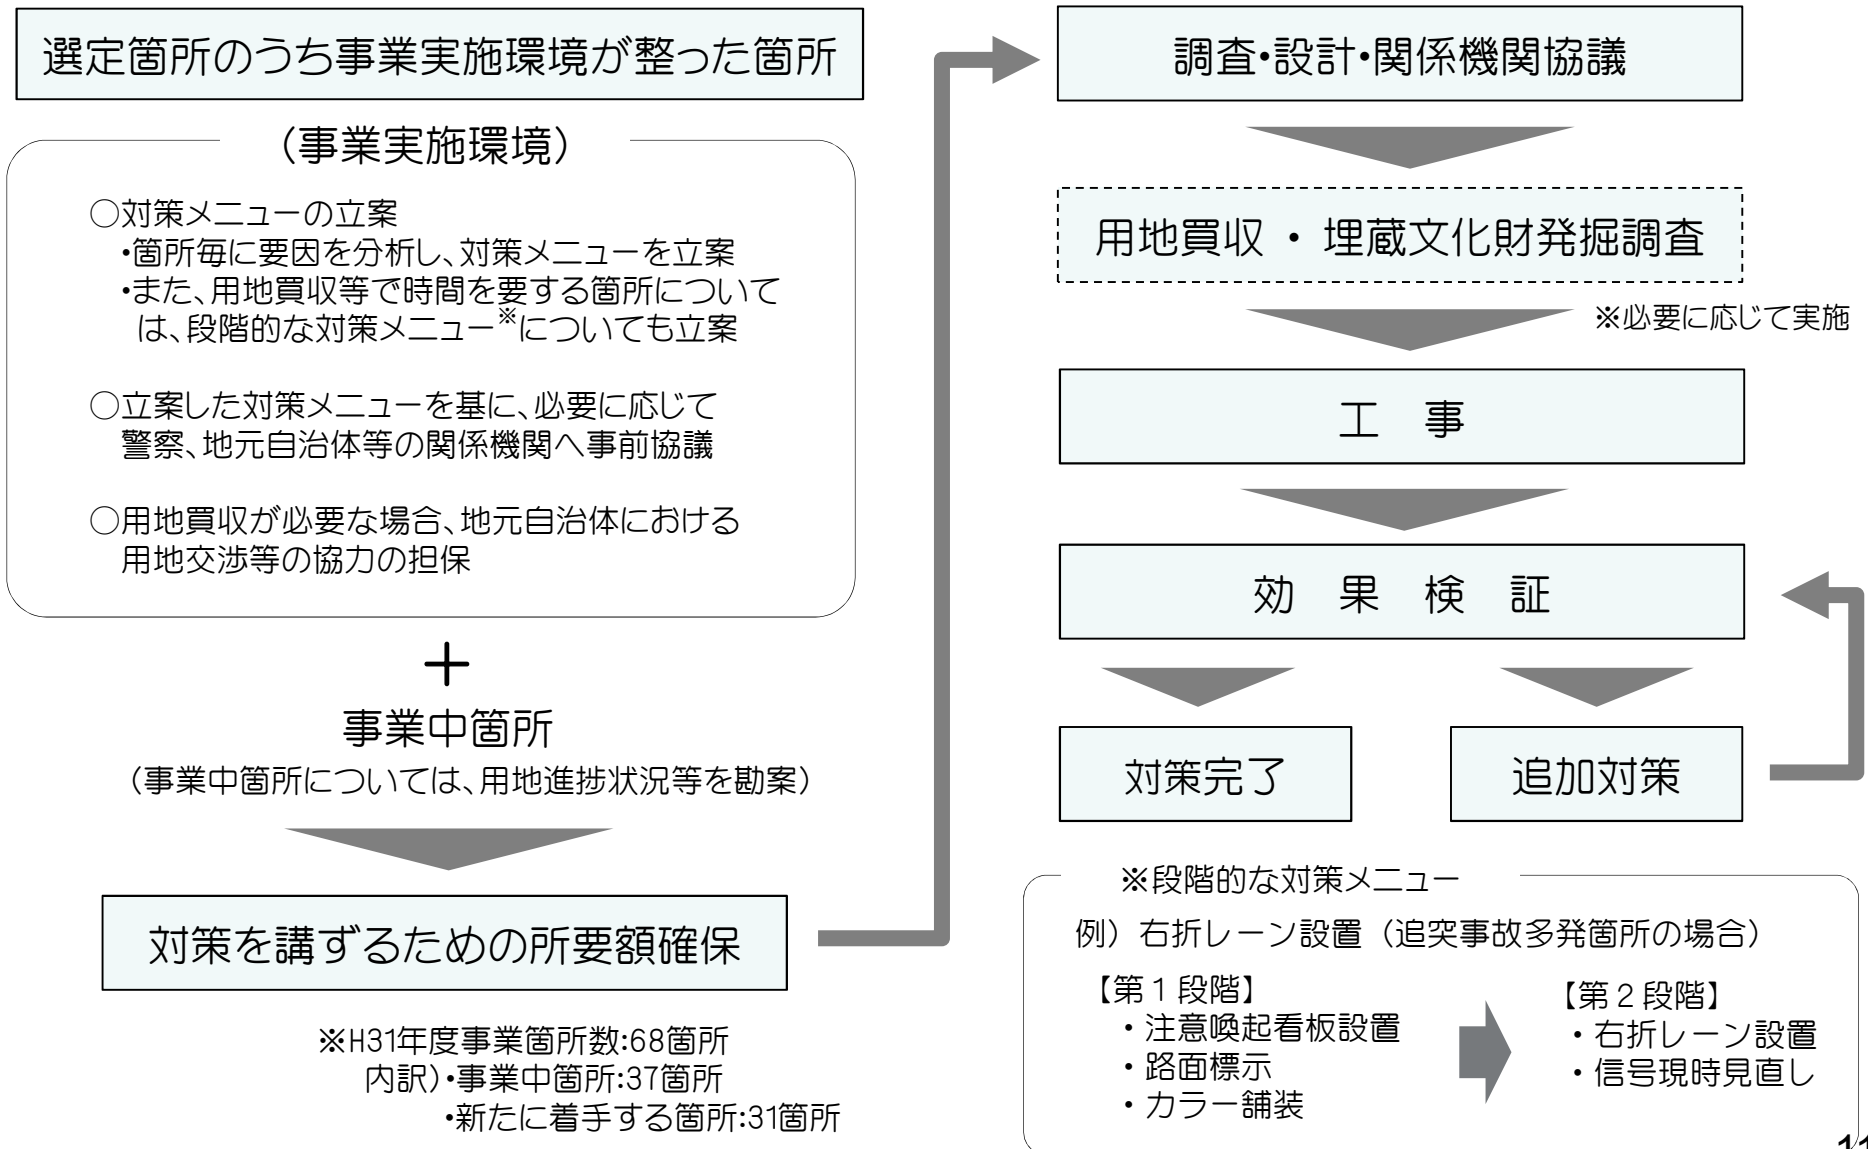 選定箇所のうち事業実施環境が整った箇所
（事業実施環境）
○対策メニューの立案
・箇所毎に要因を分析し、対策メニューを立案
・また、用地買収等で時間を要する箇所について
は、段階的な対策メニュー※についても立案
○立案した対策メニューを基に、必要に応じて
警察、地元自治体等の関係機関へ事前協議
○用地買収が必要な場合、地元自治体における
用地交渉等の協力の担保
＋
事業中箇所
（事業中箇所については、用地進捗状況等を勘案）
対策を講ずるための所要額確保
※H31年度事業箇所数:68箇所
内訳）・事業中箇所:37箇所
・新たに着手する箇所:31箇所
調査・設計・関係機関協議
用地買収 ・ 埋蔵文化財発掘調査
※必要に応じて実施
工 事
効 果 検 証
対策完了
追加対策
※段階的な対策メニュー
例）右折レーン設置（追突事故多発箇所の場合）
【第１段階】
・注意喚起看板設置
・路面標示
・カラー舗装
【第２段階】
・右折レーン設置
・信号現時見直し
11